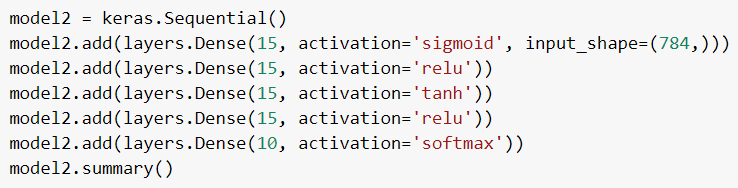 model2 = keras.Sequential()
model2.add(layers.Dense(15, activation='sigmoid', input_shape=(784,)))
model2.add(layers.Dense(15, activation='relu'))
model2.add(layers.Dense(15, activation='tanh'))
model2.add(layers.Dense(15, activation='relu'))
model2.add(layers.Dense(10, activation='softmax'))
model2.summary()